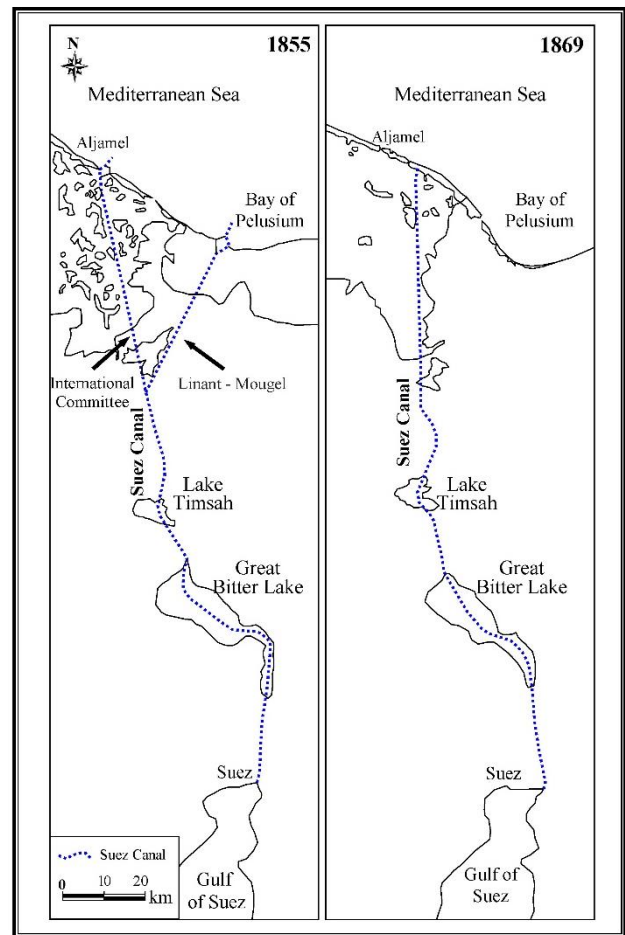 N
1855
Mediterranean Sea
Aljamel
Bay of
Pelusium
International
Committee
Linant - Mougel
Suez Canal
Lake
Timsah
Great
Bitter Lake
Suez
Gulf
of Suez
Suez Canal
0 10 20
km
1869
Mediterranean Sea
Aljamel
Bay of
Pelusium
Suez Canal
Lake
Timsah
Great
Bitter Lake
Suez
Gulf of
Suez